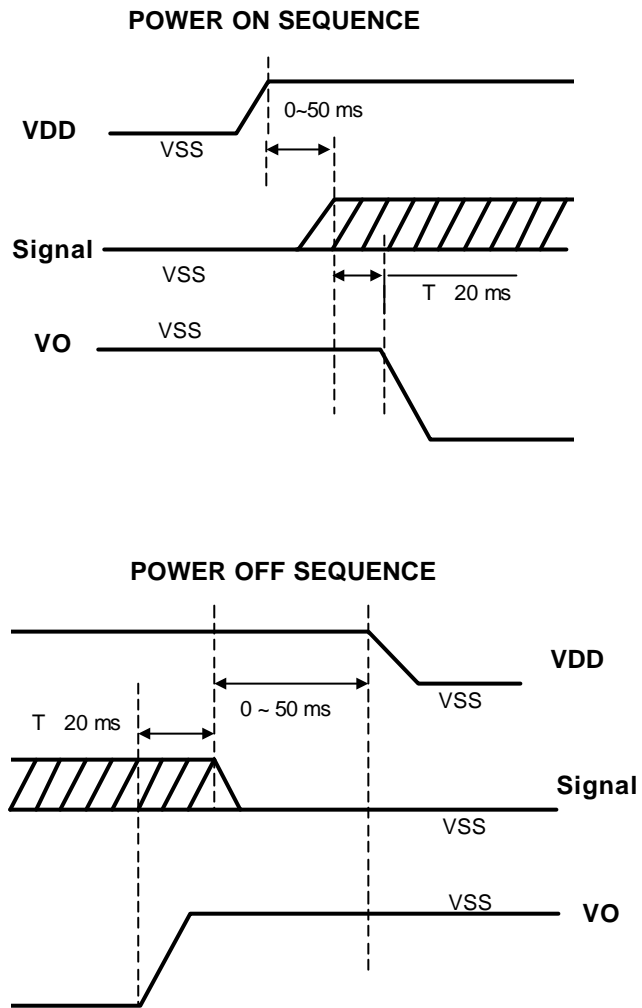 POWER ON SEQUENCE
0~50 ms
VDD
VSS
Signal
VSS
T 20 ms
VSS
VO
POWER OFF SEQUENCE
VDD
VSS
0 ~ 50 ms
T 20 ms
Signal
VSS
VSS
VO